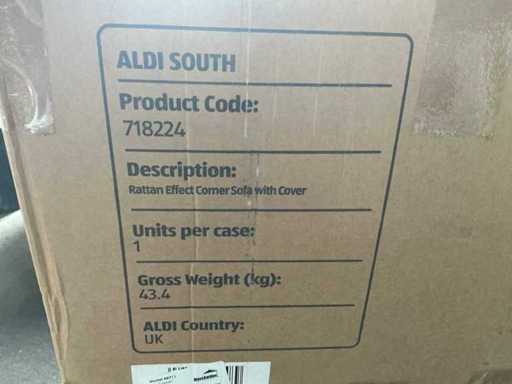 ALDI SOUTH
Product Code:
718224
Description:
Rattan Effect Corner Sofa with Cover
Units per case:
1
Gross Weight (kg):
43.4
ALDI Country:
UK